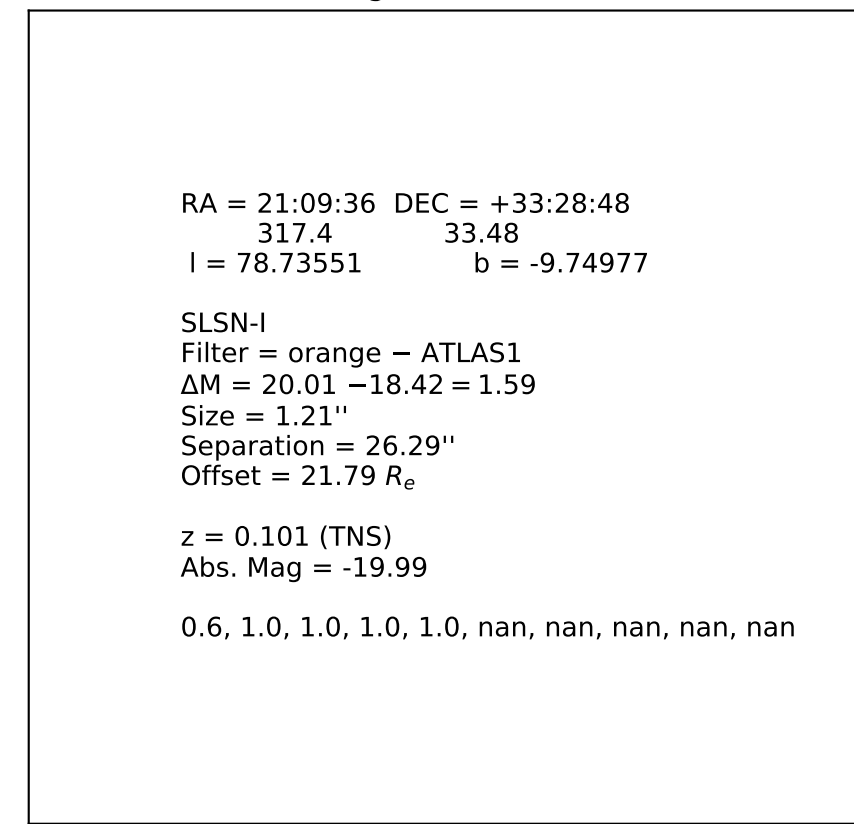 RA = 21:09:36 DEC = +33:28:48
317.4 33.48
l = 78.73551 b = -9.74977
SLSN-I
Filter = orange − ATLAS1
ΔM = 20.01 −18.42 = 1.59
Size = 1.21''
Separation = 26.29''
Offset = 21.79 Rₑ
z = 0.101 (TNS)
Abs. Mag = -19.99
0.6, 1.0, 1.0, 1.0, 1.0, nan, nan, nan, nan, nan